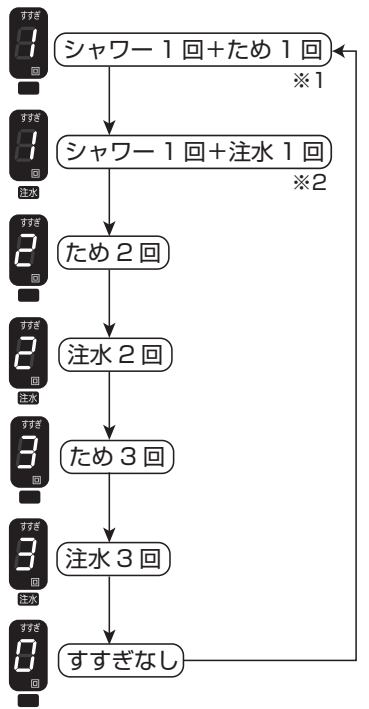 すすぎ
1
回
シャワー1回+ため1回
※1
すすぎ
1
回
注水
シャワー1回+注水1回
※2
すすぎ
2
回
ため2回
すすぎ
2
回
注水
注水2回
すすぎ
3
回
ため3回
すすぎ
3
回
注水
注水3回
すすぎ
0
回
すすぎなし